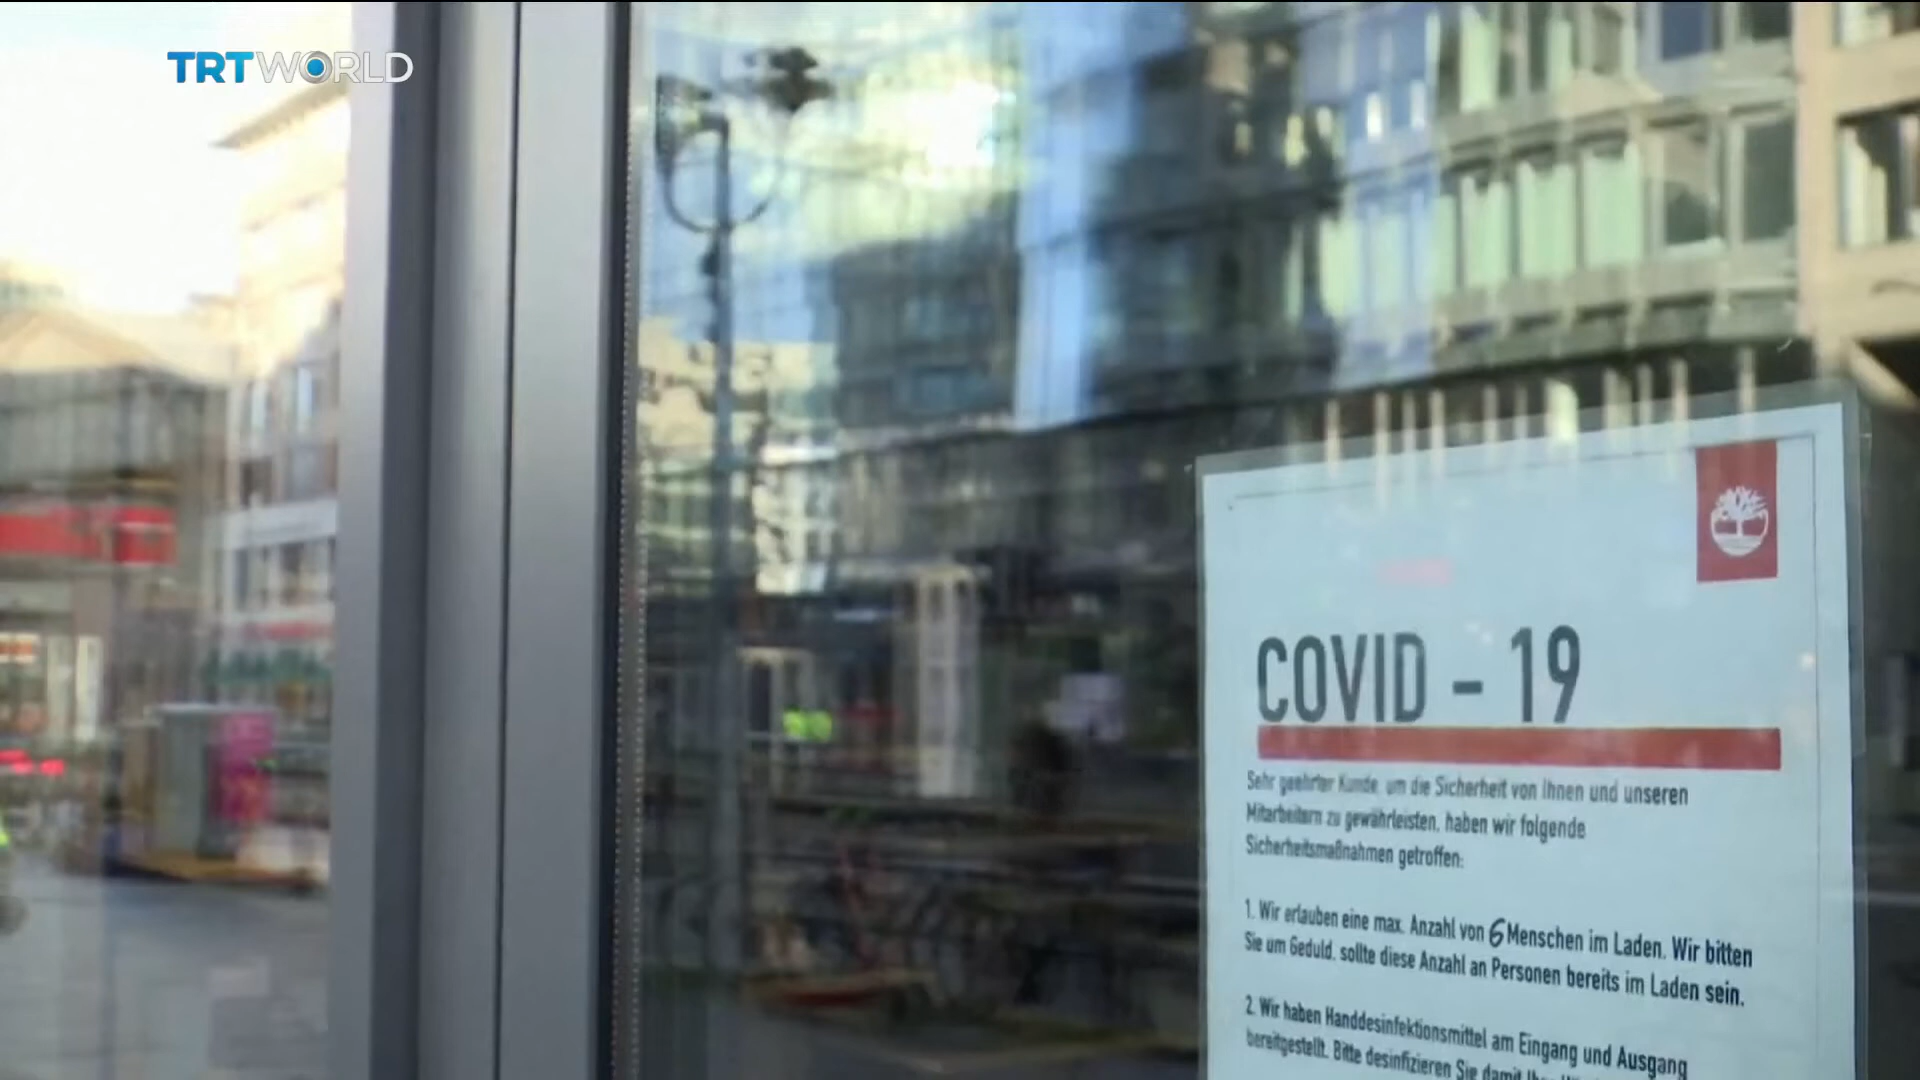 TRT WORLD
COVID - 19
Sehr geehrter Kunde, um die Sicherheit von Ihnen und unseren
Mitarbeitern zu gewährleisten, haben wir folgende
Sicherheitsmaßnahmen getroffen:
1. Wir erlauben eine max. Anzahl von 6 Menschen im Laden. Wir bitten
Sie um Geduld, sollte diese Anzahl an Personen bereits im Laden sein.
2. Wir haben Handdesinfektionsmittel am Eingang und Ausgang
bereitgestellt. Bitte desinfizieren Sie damit